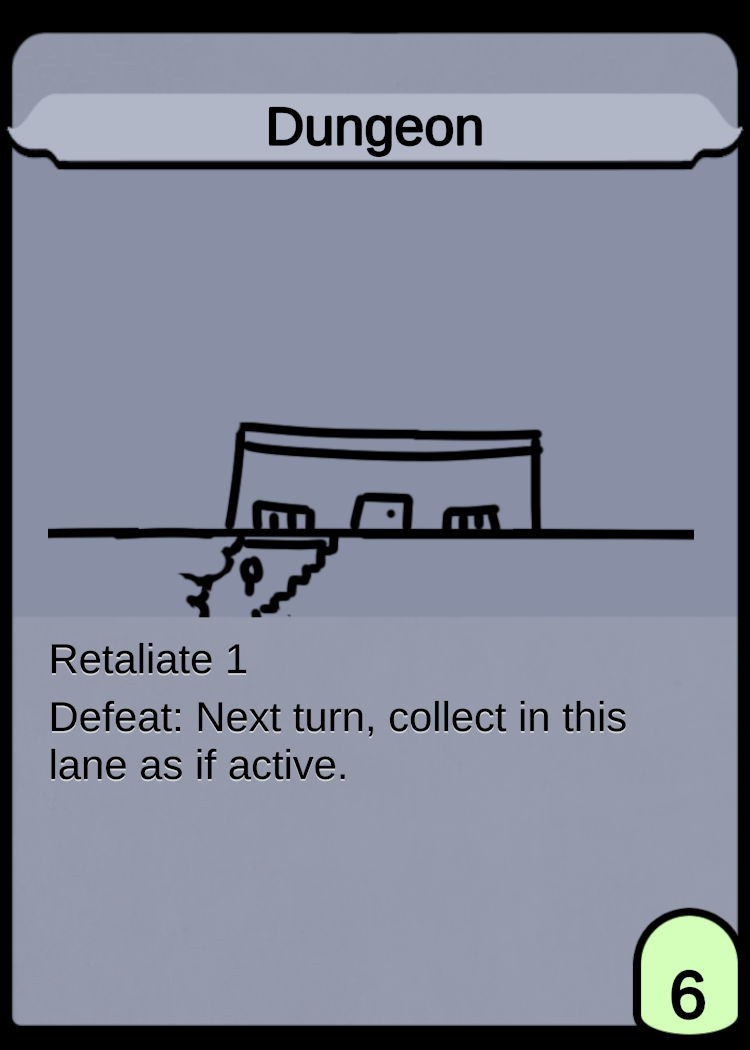 Dungeon
Retaliate 1
Defeat: Next turn, collect in this
lane as if active.
6